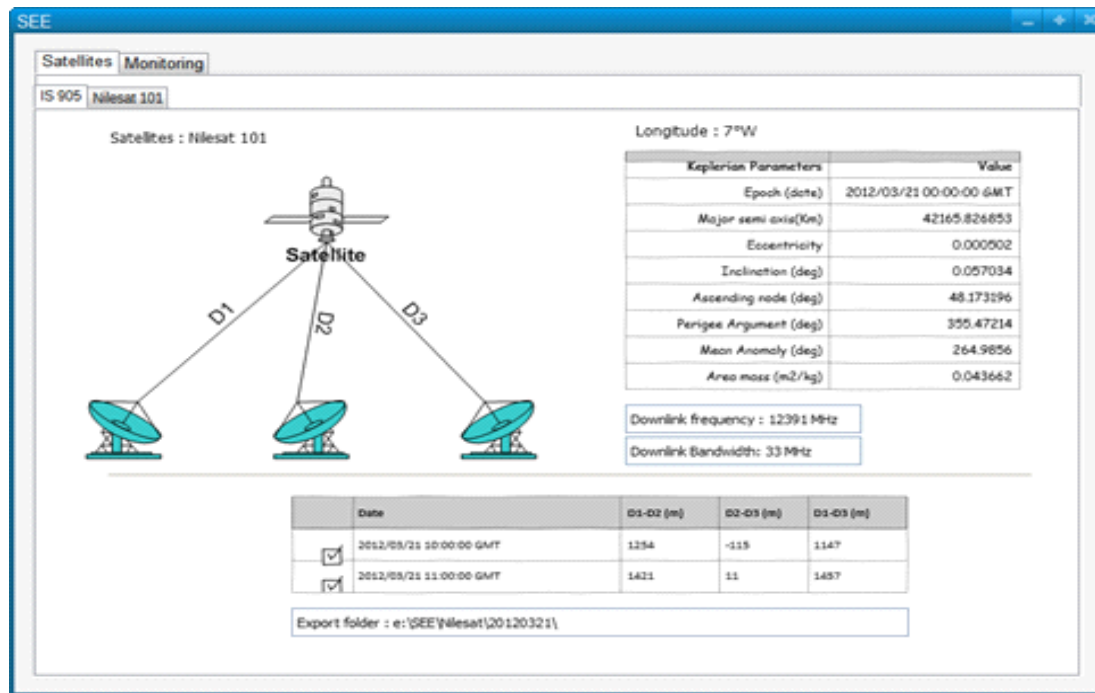 SEE
Satellites Monitoring
IS 905 Nilesat 101
Satellites : Nilesat 101
Longitude : 7°W
Keplerian Parameters Value
Epoch (date) 2012/03/21 00:00:00 GMT
Major semi axis(Km) 42165.826853
Eccentricity 0.000502
Inclination (deg) 0.057034
Ascending node (deg) 48.173196
Perigee Argument (deg) 355.47214
Mean Anomaly (deg) 264.9856
Area mass (m2/kg) 0.043662
Satellite
D1
D2
D3
Downlink frequency : 12391 MHz
Downlink Bandwidth: 33 MHz
Date D1-D2 (m) D2-D3 (m) D1-D3 (m)
2012/03/21 10:00:00 GMT 1254 -115 1147
2012/03/21 11:00:00 GMT 1421 11 1457
Export folder : e:\SEE\Nilesat\20120321\